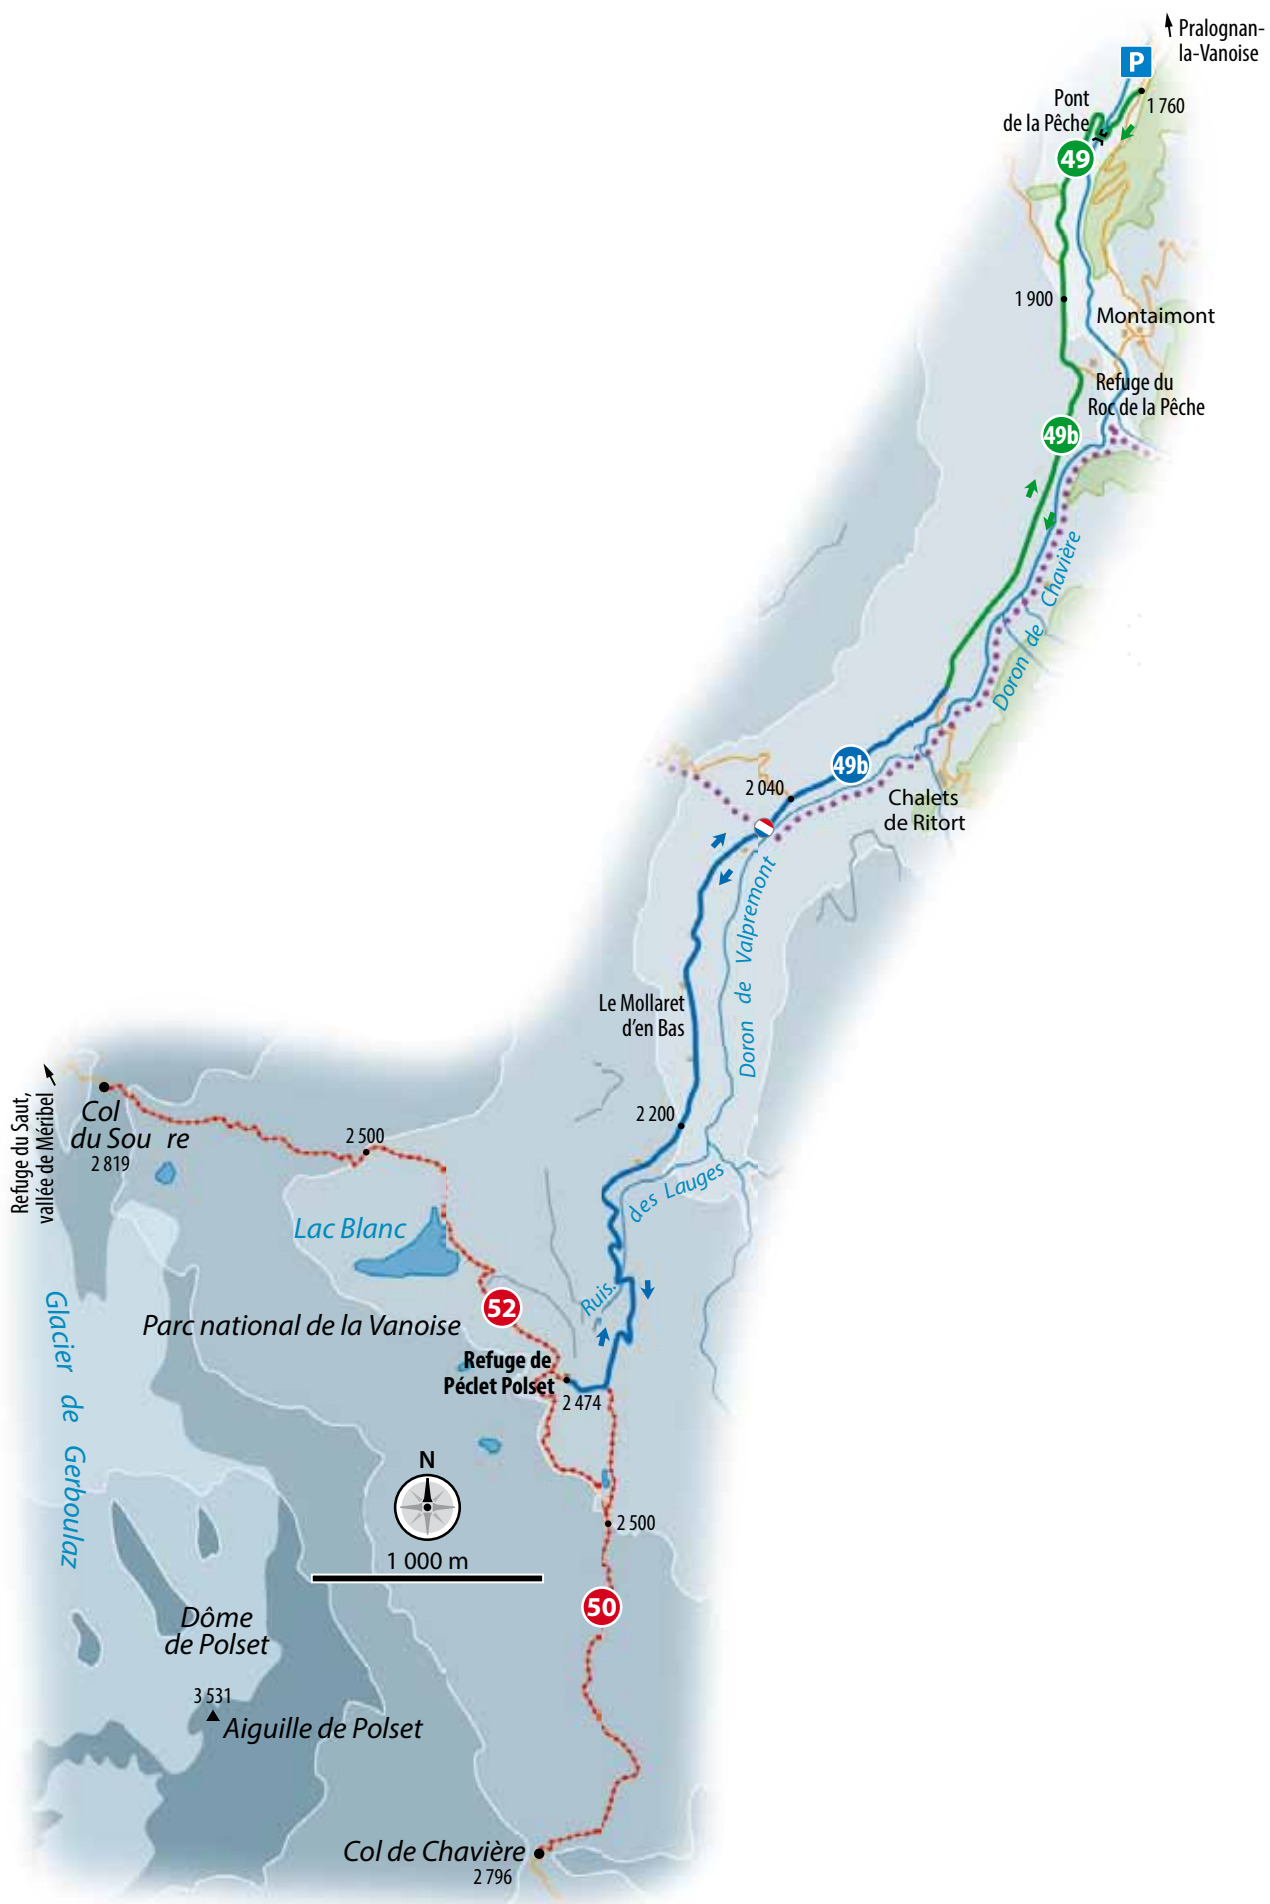 Pralognan-
la-Vanoise
P
Pont
de la Pêche
1 760
49
1 900
Montaimont
Refuge du
Roc de la Pêche
49b
Doron de Chavière
49b
2 040
Chalets
de Ritort
Doron de Valpremont
Le Mollaret
d'en Bas
2 200
Refuge du Saut,
vallée de Méribel
Col
du Sou re
2 819
2 500
Ruis. des Lauges
Lac Blanc
52
Parc national de la Vanoise
Glacier de Gerboulaz
Refuge de
Péclet Polset
2 474
N
1 000 m
2 500
50
Dôme
de Polset
3 531
Aiguille de Polset
Col de Chavière
2 796